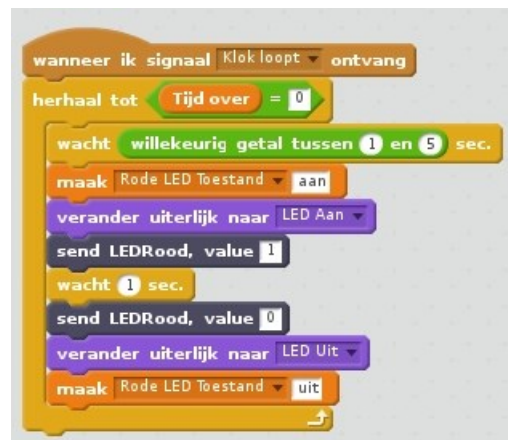 wanneer ik signaal Klok loopt ontvang
herhaal tot Tijd over = 0
wacht willekeurig getal tussen 1 en 5 sec.
maak Rode LED Toestand aan
verander uiterlijk naar LED Aan
send LEDRood, value 1
wacht 1 sec.
send LEDRood, value 0
verander uiterlijk naar LED Uit
maak Rode LED Toestand uit